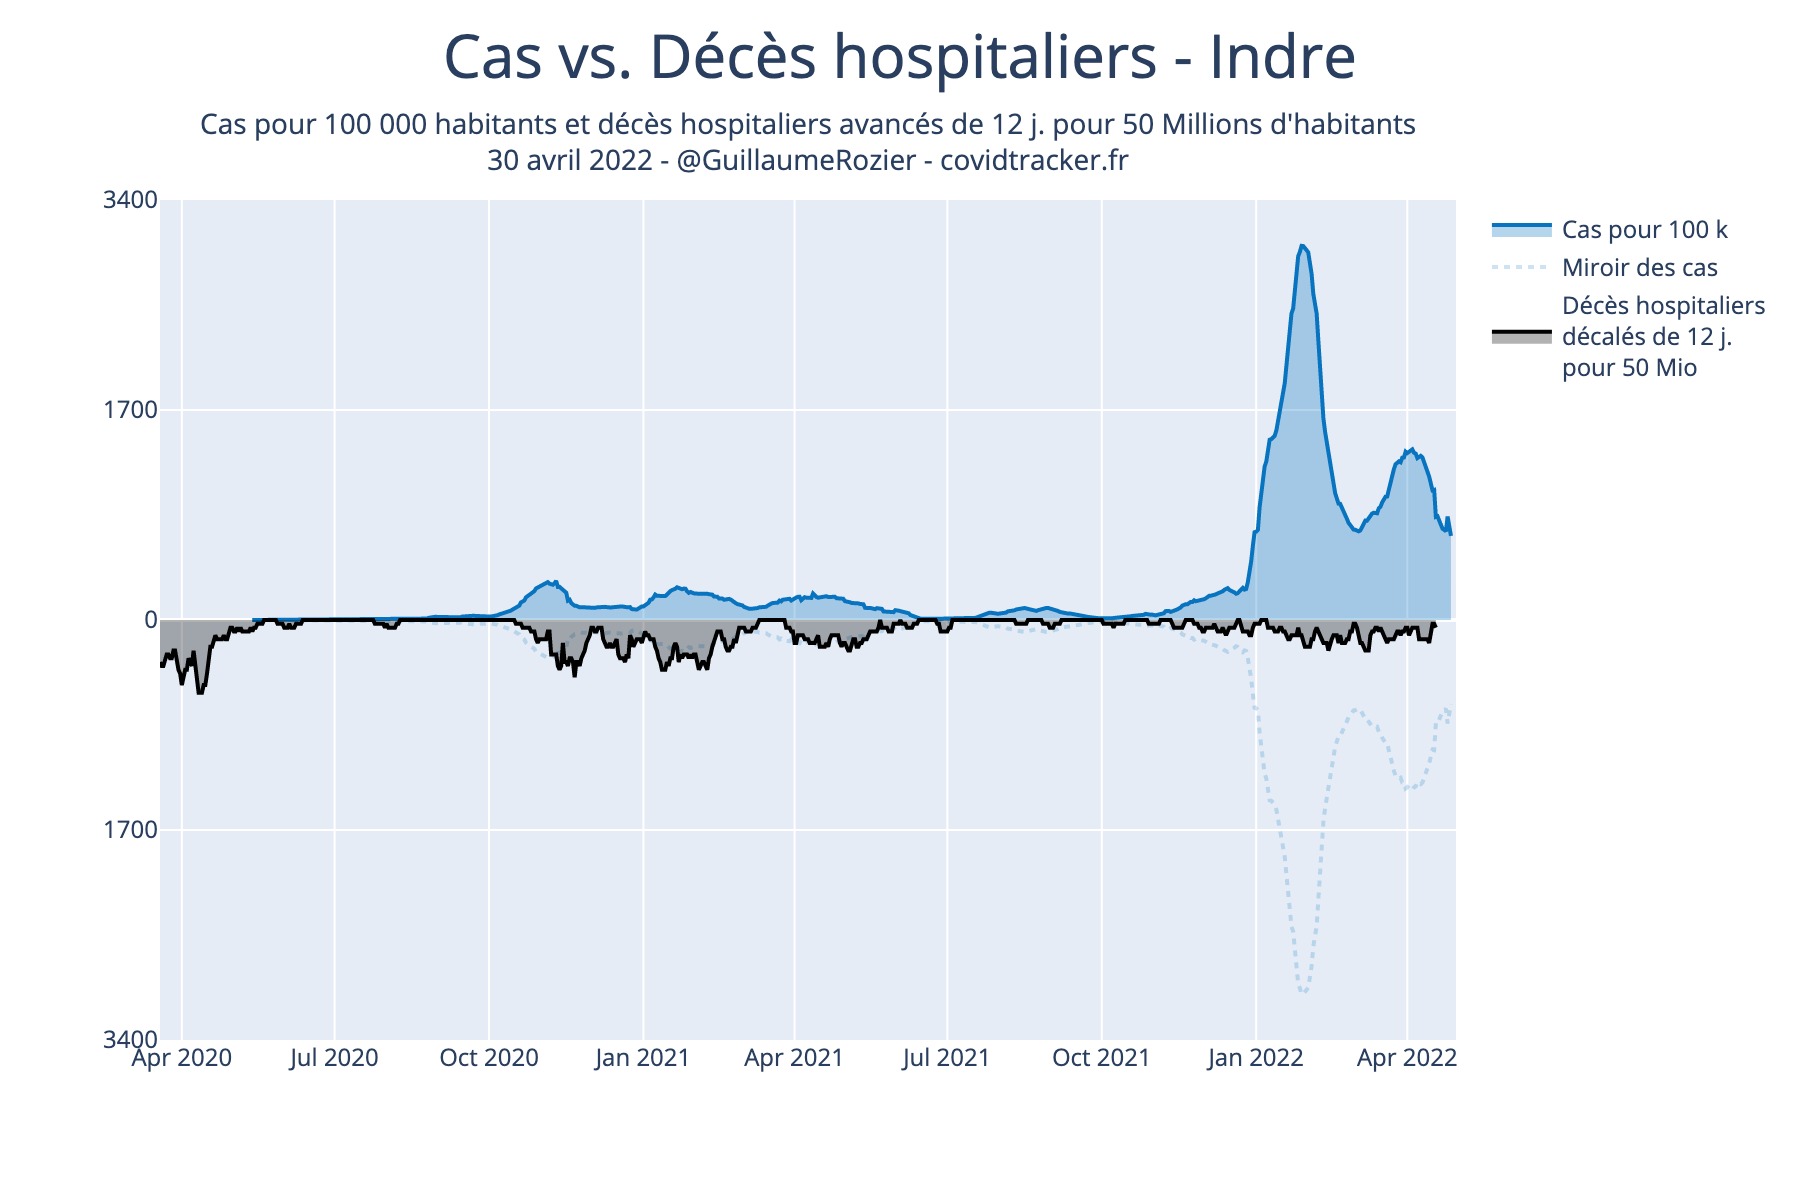 Cas vs. Décès hospitaliers - Indre
Cas pour 100 000 habitants et décès hospitaliers avancés de 12 j. pour 50 Millions d'habitants
30 avril 2022 - @GuillaumeRozier - covidtracker.fr
3400
1700
0
1700
3400
Apr 2020
Jul 2020
Oct 2020
Jan 2021
Apr 2021
Jul 2021
Oct 2021
Jan 2022
Apr 2022
Cas pour 100 k
Miroir des cas
Décès hospitaliers
décalés de 12 j.
pour 50 Mio